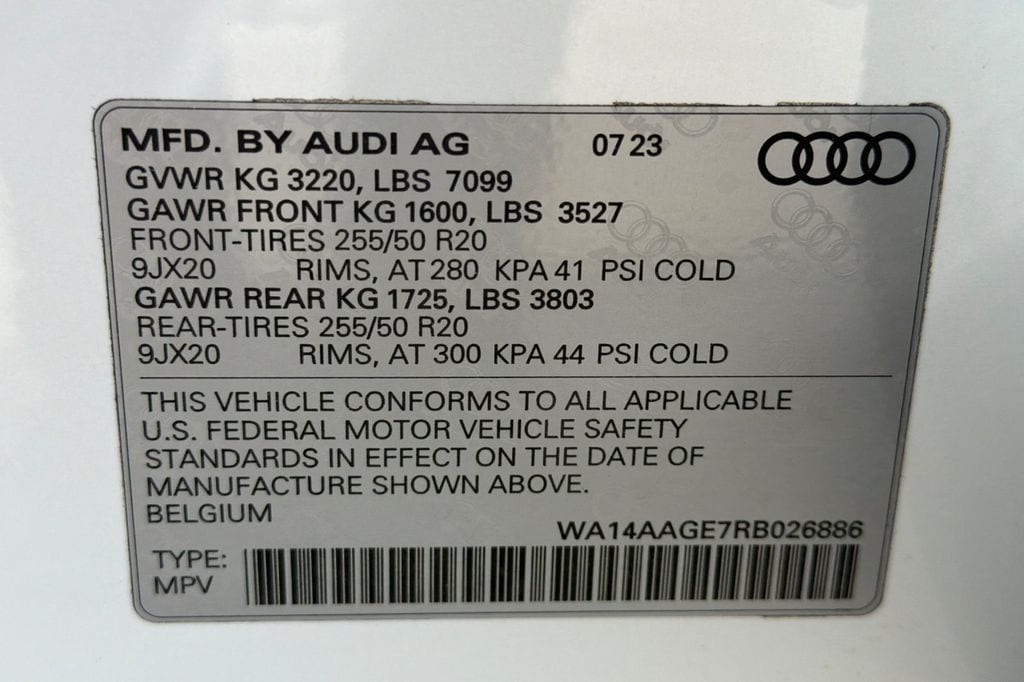 MFD. BY AUDI AG 07 23
GVWR KG 3220, LBS 7099
GAWR FRONT KG 1600, LBS 3527
FRONT-TIRES 255/50 R20
9JX20 RIMS, AT 280 KPA 41 PSI COLD
GAWR REAR KG 1725, LBS 3803
REAR-TIRES 255/50 R20
9JX20 RIMS, AT 300 KPA 44 PSI COLD
THIS VEHICLE CONFORMS TO ALL APPLICABLE
U.S. FEDERAL MOTOR VEHICLE SAFETY
STANDARDS IN EFFECT ON THE DATE OF
MANUFACTURE SHOWN ABOVE.
BELGIUM
WA14AAGE7RB026886
TYPE:
MPV